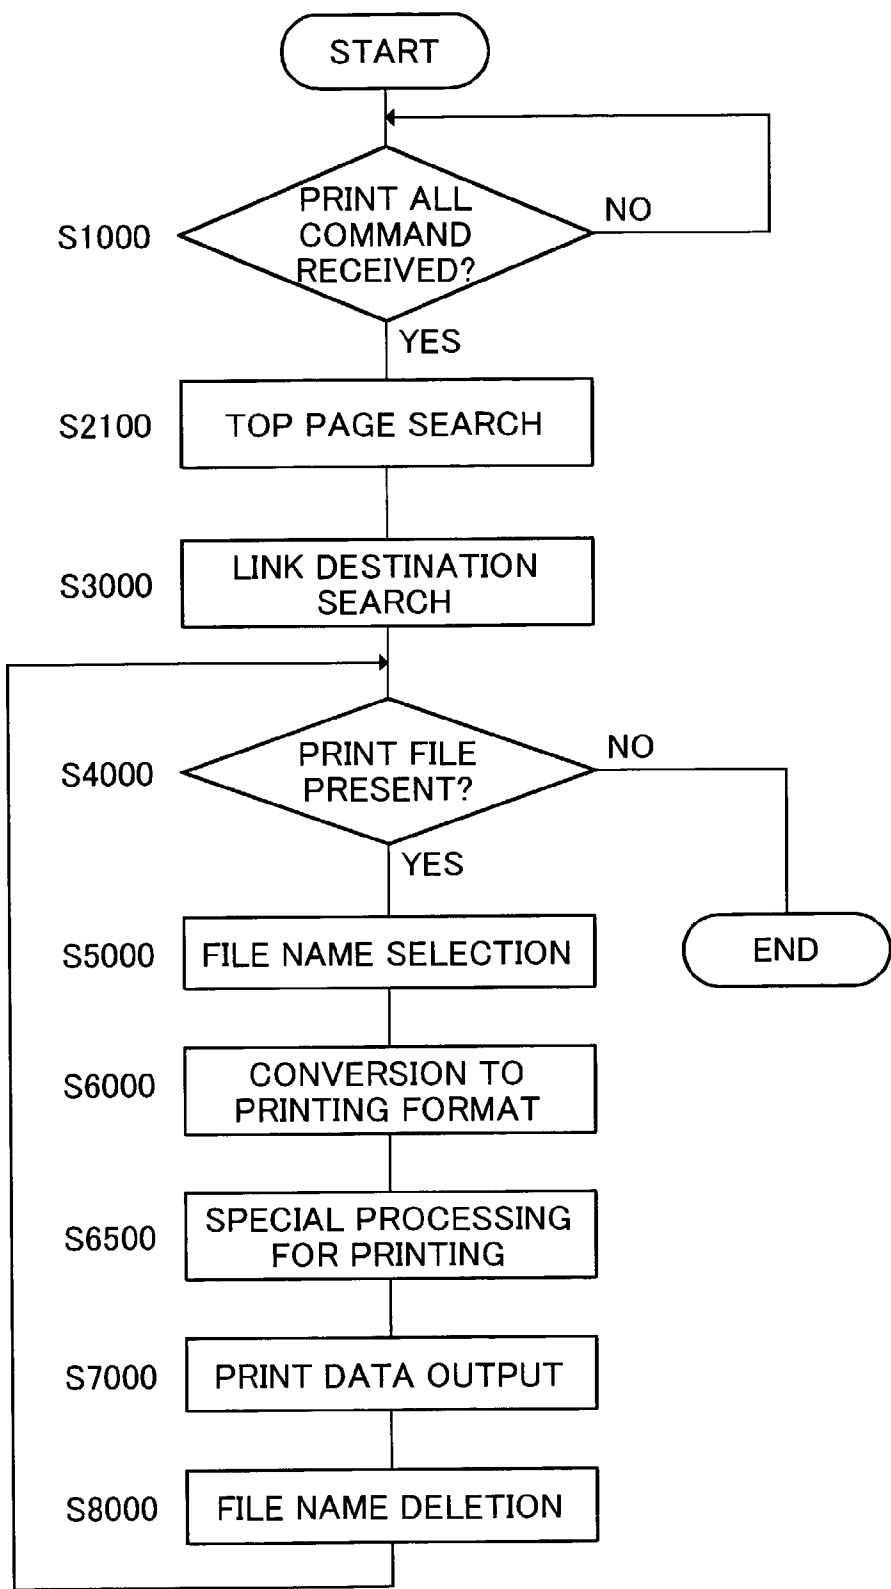 START
PRINT ALL
COMMAND
RECEIVED?
NO
S1000
YES
S2100
TOP PAGE SEARCH
S3000
LINK DESTINATION
SEARCH
S4000
PRINT FILE
PRESENT?
NO
YES
S5000
FILE NAME SELECTION
END
S6000
CONVERSION TO
PRINTING FORMAT
S6500
SPECIAL PROCESSING
FOR PRINTING
S7000
PRINT DATA OUTPUT
S8000
FILE NAME DELETION